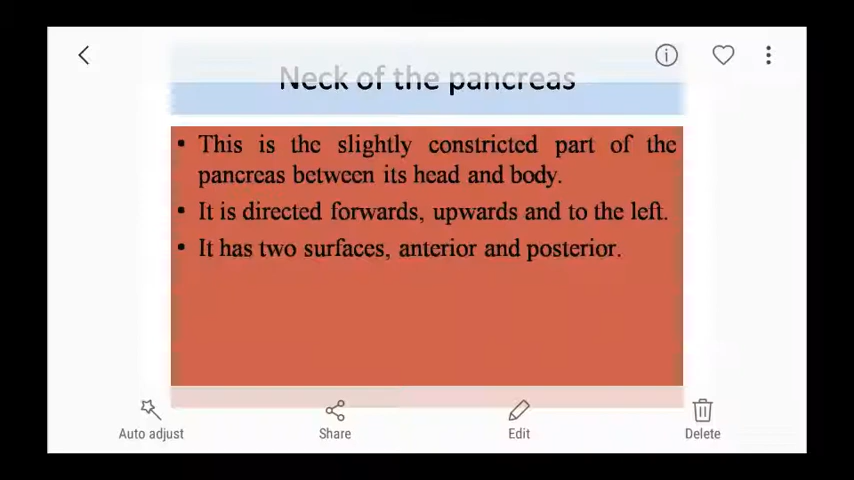 Neck of the pancreas
• This is the slightly constricted part of the
pancreas between its head and body.
• It is directed forwards, upwards and to the left.
• It has two surfaces, anterior and posterior.
Auto adjust
Share
Edit
Delete